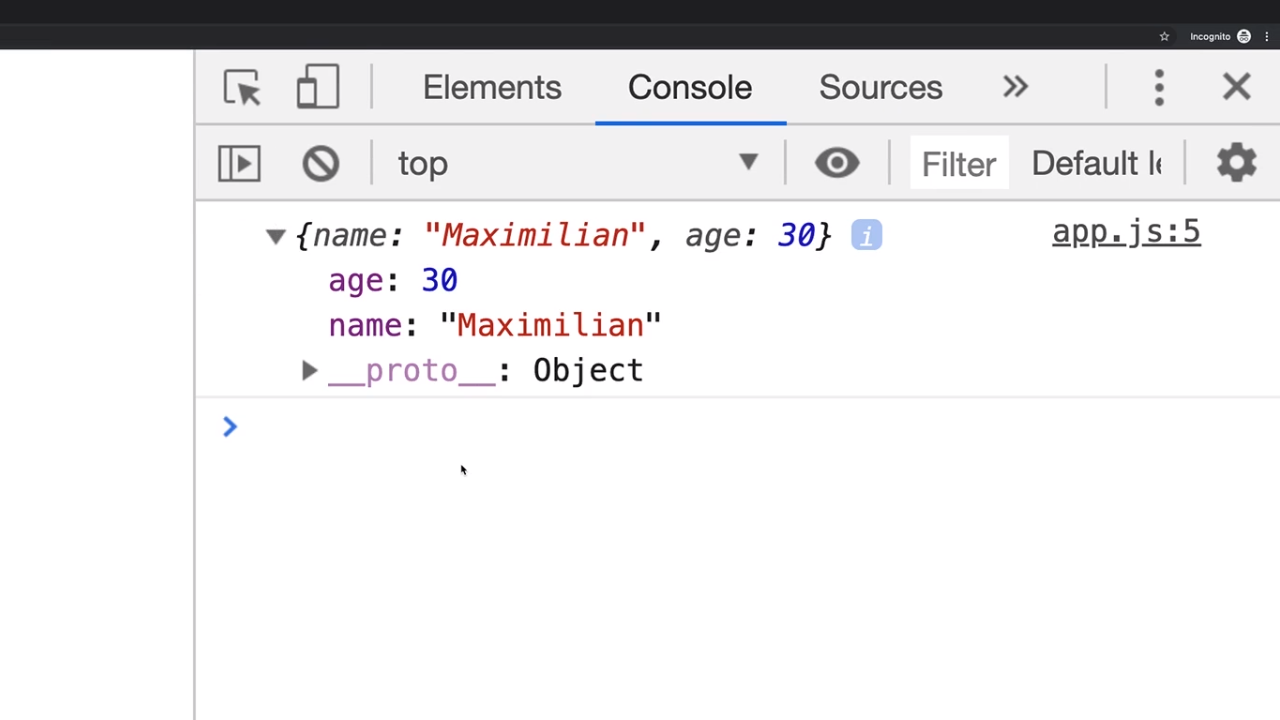 Incognito
Elements Console Sources
top Filter Default le
{name: "Maximilian", age: 30} i app.js:5
age: 30
name: "Maximilian"
__proto__: Object